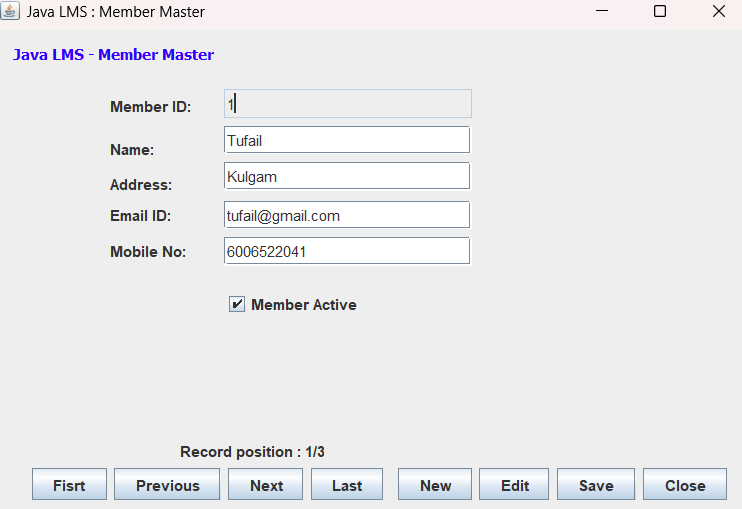 Java LMS : Member Master
Java LMS - Member Master
Member ID: 1
Name: Tufail
Address: Kulgam
Email ID: tufail@gmail.com
Mobile No: 6006522041
Member Active
Record position : 1/3
Fisrt Previous Next Last New Edit Save Close